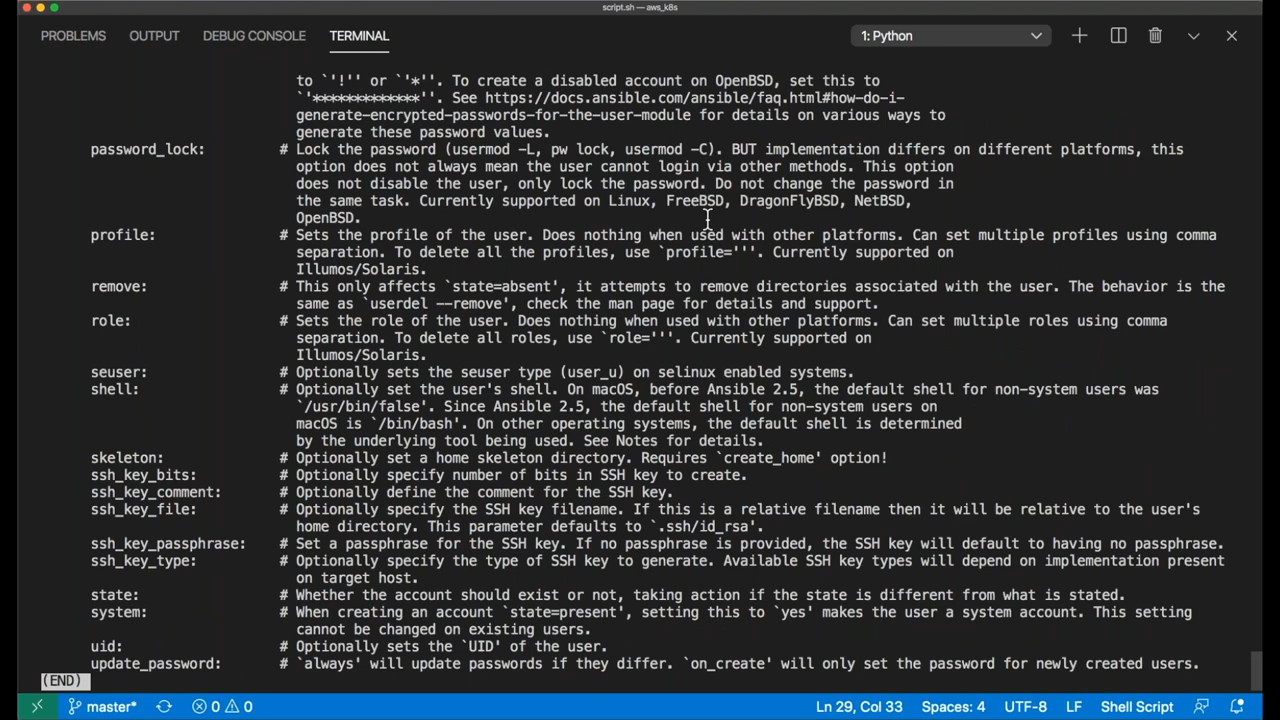 script.sh — aws_k8s
PROBLEMS OUTPUT DEBUG CONSOLE TERMINAL 1: Python
to `'!'' or `'*''. To create a disabled account on OpenBSD, set this to
`'*************''. See https://docs.ansible.com/ansible/faq.html#how-do-i-
generate-encrypted-passwords-for-the-user-module for details on various ways to
generate these password values.
password_lock: # Lock the password (usermod -L, pw lock, usermod -C). BUT implementation differs on different platforms, this
option does not always mean the user cannot login via other methods. This option
does not disable the user, only lock the password. Do not change the password in
the same task. Currently supported on Linux, FreeBSD, DragonFlyBSD, NetBSD,
OpenBSD.
profile: # Sets the profile of the user. Does nothing when used with other platforms. Can set multiple profiles using comma
separation. To delete all the profiles, use `profile='''. Currently supported on
Illumos/Solaris.
remove: # This only affects `state=absent', it attempts to remove directories associated with the user. The behavior is the
same as `userdel --remove', check the man page for details and support.
role: # Sets the role of the user. Does nothing when used with other platforms. Can set multiple roles using comma
separation. To delete all roles, use `role='''. Currently supported on
Illumos/Solaris.
seuser: # Optionally sets the seuser type (user_u) on selinux enabled systems.
shell: # Optionally set the user's shell. On macOS, before Ansible 2.5, the default shell for non-system users was
`/usr/bin/false'. Since Ansible 2.5, the default shell for non-system users on
macOS is `/bin/bash'. On other operating systems, the default shell is determined
by the underlying tool being used. See Notes for details.
skeleton: # Optionally set a home skeleton directory. Requires `create_home' option!
ssh_key_bits: # Optionally specify number of bits in SSH key to create.
ssh_key_comment: # Optionally define the comment for the SSH key.
ssh_key_file: # Optionally specify the SSH key filename. If this is a relative filename then it will be relative to the user's
home directory. This parameter defaults to `.ssh/id_rsa'.
ssh_key_passphrase: # Set a passphrase for the SSH key. If no passphrase is provided, the SSH key will default to having no passphrase.
ssh_key_type: # Optionally specify the type of SSH key to generate. Available SSH key types will depend on implementation present
on target host.
state: # Whether the account should exist or not, taking action if the state is different from what is stated.
system: # When creating an account `state=present', setting this to `yes' makes the user a system account. This setting
cannot be changed on existing users.
uid: # Optionally sets the `UID' of the user.
update_password: # `always' will update passwords if they differ. `on_create' will only set the password for newly created users.
(END)
master* 0 0 Ln 29, Col 33 Spaces: 4 UTF-8 LF Shell Script